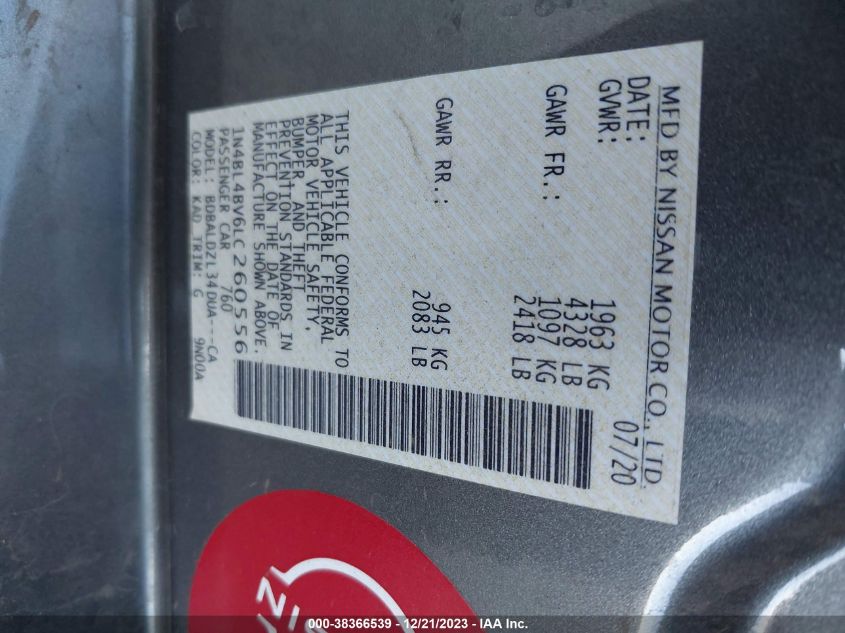 MFD BY NISSAN MOTOR CO., LTD.
DATE: 07/20
GVWR: 1963 KG
4328 LB
GAWR FR.: 1097 KG
2418 LB
GAWR RR.: 945 KG
2083 LB
THIS VEHICLE CONFORMS TO
ALL APPLICABLE FEDERAL
MOTOR VEHICLE SAFETY,
BUMPER, AND THEFT
PREVENTION STANDARDS IN
EFFECT ON THE DATE OF
MANUFACTURE SHOWN ABOVE.
1N4BL4BV6LC260556
PASSENGER CAR 760
MODEL: BDBALDZL34DUA---CA
COLOR: KAD TRIM: G 9N00A
000-38366539 - 12/21/2023 - © IAA Inc.